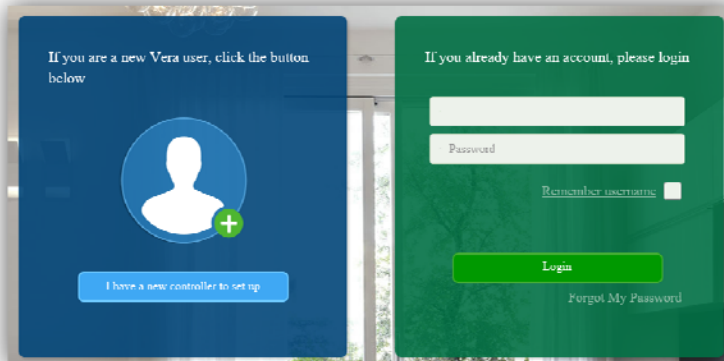 If you are a new Vera user, click the button
below
I have a new controller to set up
If you already have an account, please login
Password
Remember username
Login
Forgot My Password